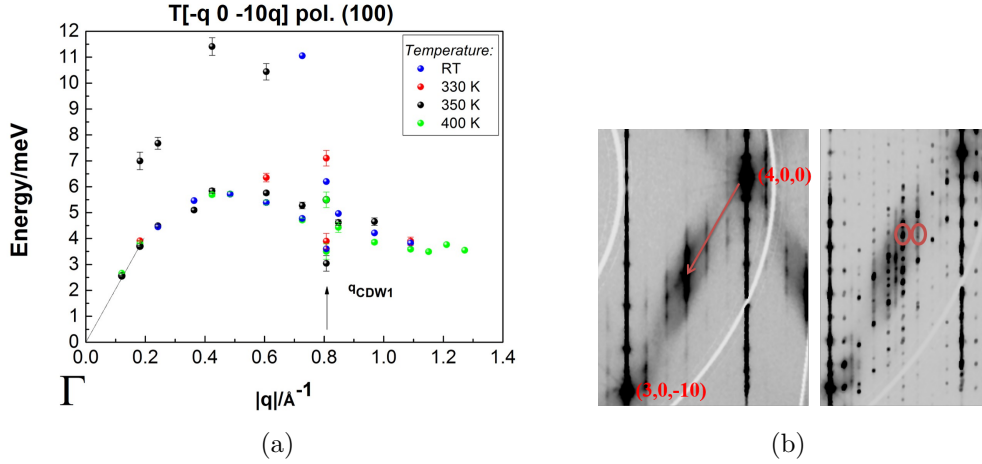 T[-q 0 -10q] pol. (100)
Energy/meV
12
11
10
9
8
7
6
5
4
3
2
1
0
Temperature:
RT
330 K
350 K
400 K
qCDW1
0.0
0.2
0.4
0.6
0.8
1.0
1.2
1.4
Γ
|q|/Å-1
(a)
(4,0,0)
(3,0,-10)
(b)